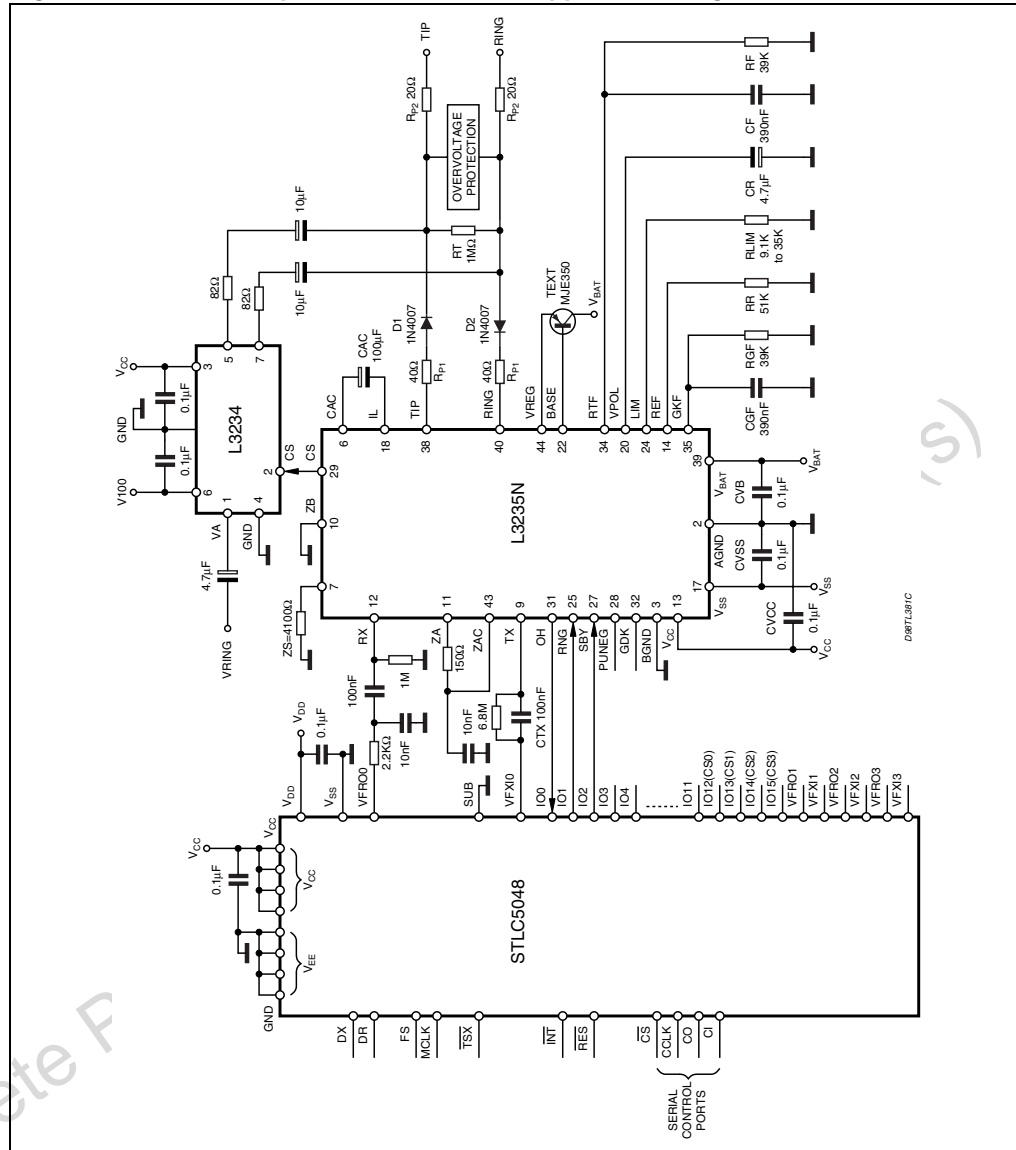 TIP
RING
RP2 20Ω
RP2 20Ω
OVERVOLTAGE
PROTECTION
10µF
10µF
RT
1MΩ
82Ω
82Ω
VCC
GND
V100
0.1µF
0.1µF
3
5
7
6
1
4
2
L3234
VA
GND
CS
4.7µF
VRING
D1
1N4007
D2
1N4007
40Ω
RP1
40Ω
RP1
CAC
100µF
TEXT
MJE350
VBAT
RF
39K
CF
390nF
CR
4.7µF
RLIM
9.1K
to 35K
RR
51K
RGF
39K
CGF
390nF
CAC
6
IL
18
TIP
38
RING
40
VREG
44
BASE
22
RTF
34
VPOL
20
LIM
24
REF
14
GKF
35
CS
29
ZB
10
7
ZS=4100Ω
L3235N
39
VBAT
VBAT
CVB
0.1µF
2
AGND
CVSS
0.1µF
17
VSS
VSS
CVCC
0.1µF
VCC
RX
12
ZA
11
ZAC
43
TX
9
OH
31
RNG
25
SBY
27
PUNEG
28
GDK
32
BGND
3
VCC
13
100nF
1M
2.2KΩ
10nF
150Ω
10nF
6.8M
CTX 100nF
VDD
0.1µF
VDD
VSS
VFRO0
SUB
VFXI0
IO0
IO1
IO2
IO3
IO4
IO11
IO12(CS0)
IO13(CS1)
IO14(CS2)
IO15(CS3)
VFRO1
VFXI1
VFRO2
VFXI2
VFRO3
VFXI3
VCC
0.1µF
VCC
VCC
VEE
GND
STLC5048
DX
DR
FS
MCLK
TSX
INT
RES
CS
CCLK
CO
CI
SERIAL
CONTROL
PORTS
D98TL381C
ete P
s)